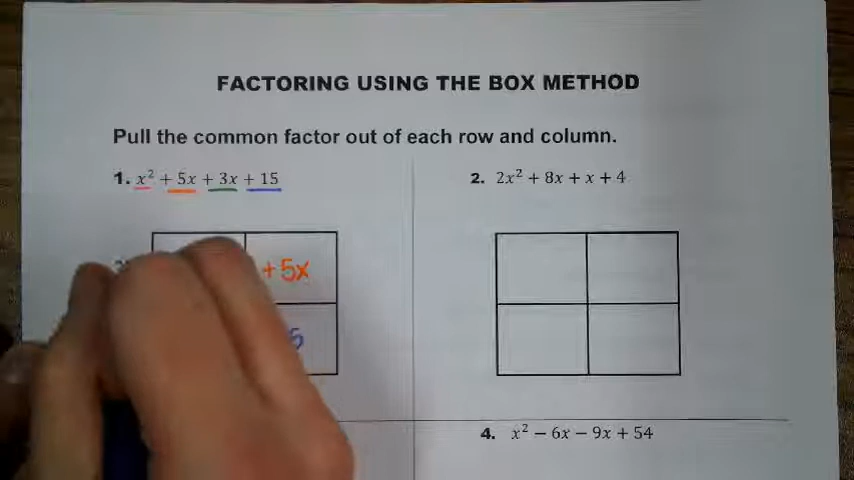 FACTORING USING THE BOX METHOD
Pull the common factor out of each row and column.
1. x² + 5x + 3x + 15
2. 2x² + 8x + x + 4
+5x
5
4. x² − 6x − 9x + 54